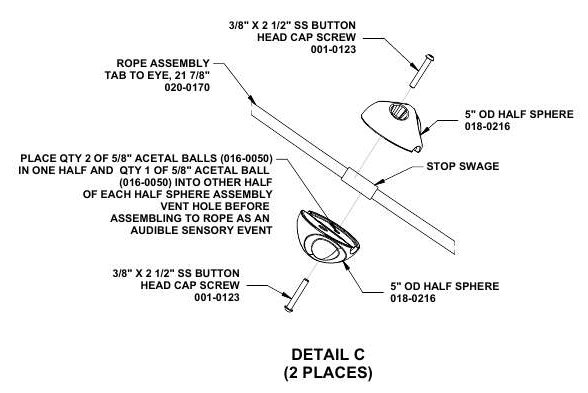 3/8" X 2 1/2" SS BUTTON
HEAD CAP SCREW
001-0123
ROPE ASSEMBLY
TAB TO EYE, 21 7/8"
020-0170
5" OD HALF SPHERE
018-0216
PLACE QTY 2 OF 5/8" ACETAL BALLS (016-0050)
IN ONE HALF AND QTY 1 OF 5/8" ACETAL BALL
(016-0050) INTO OTHER HALF
OF EACH HALF SPHERE ASSEMBLY
VENT HOLE BEFORE
ASSEMBLING TO ROPE AS AN
AUDIBLE SENSORY EVENT
STOP SWAGE
3/8" X 2 1/2" SS BUTTON
HEAD CAP SCREW
001-0123
5" OD HALF SPHERE
018-0216
DETAIL C
(2 PLACES)